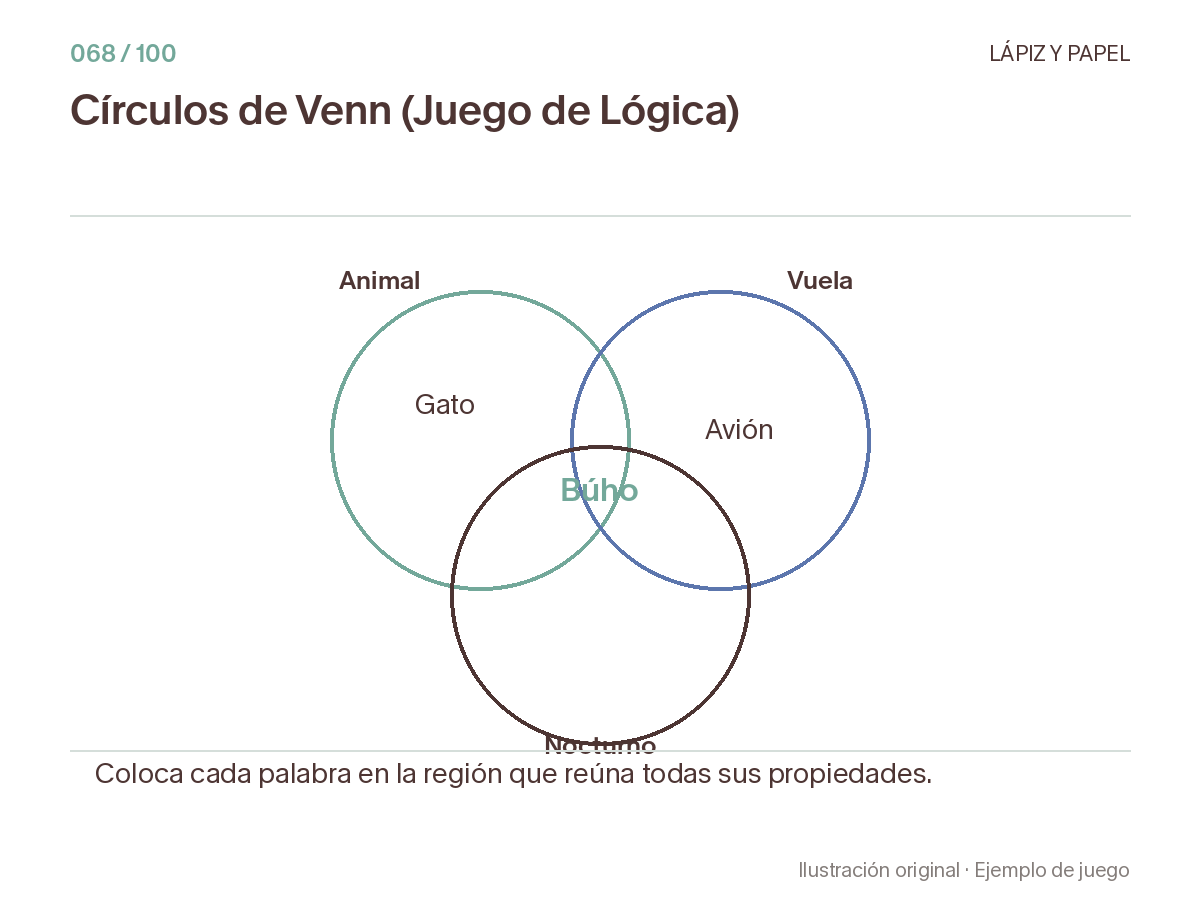 068 / 100
LÁPIZ Y PAPEL
Círculos de Venn (Juego de Lógica)
Animal
Vuela
Gato
Avión
Búho
Nocturno
Coloca cada palabra en la región que reúna todas sus propiedades.
Ilustración original · Ejemplo de juego